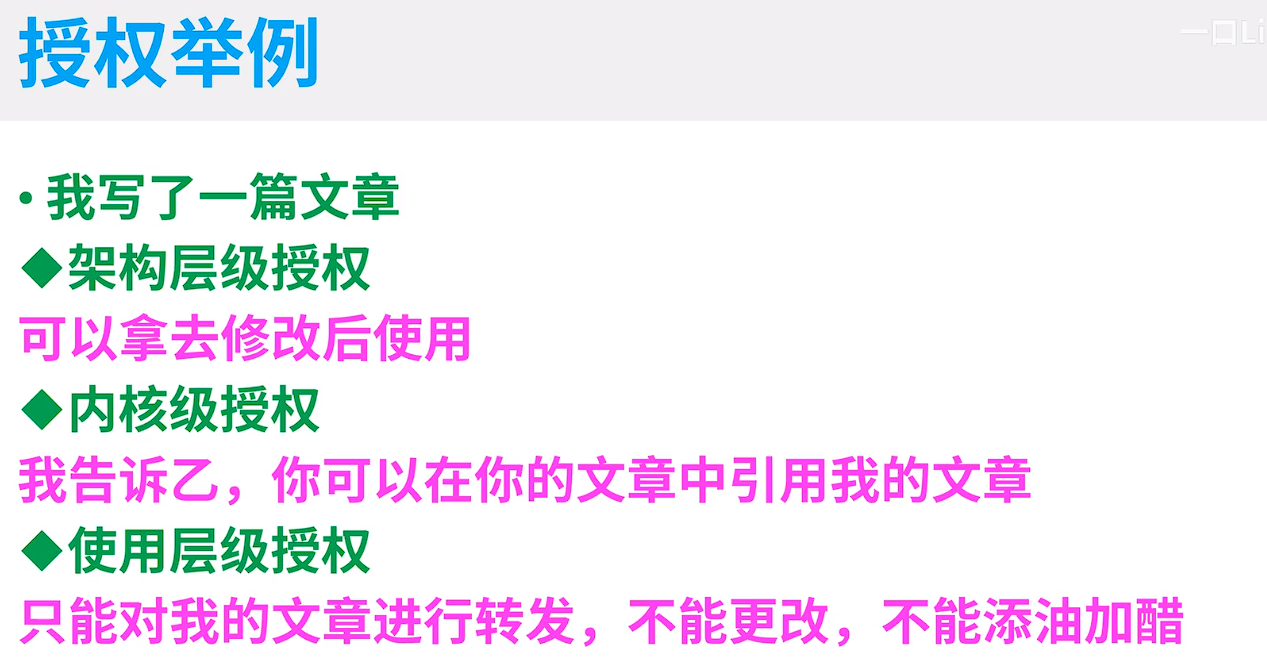 授权举例
一口Li
• 我写了一篇文章
◆架构层级授权
可以拿去修改后使用
◆内核级授权
我告诉乙，你可以在你的文章中引用我的文章
◆使用层级授权
只能对我的文章进行转发，不能更改，不能添油加醋